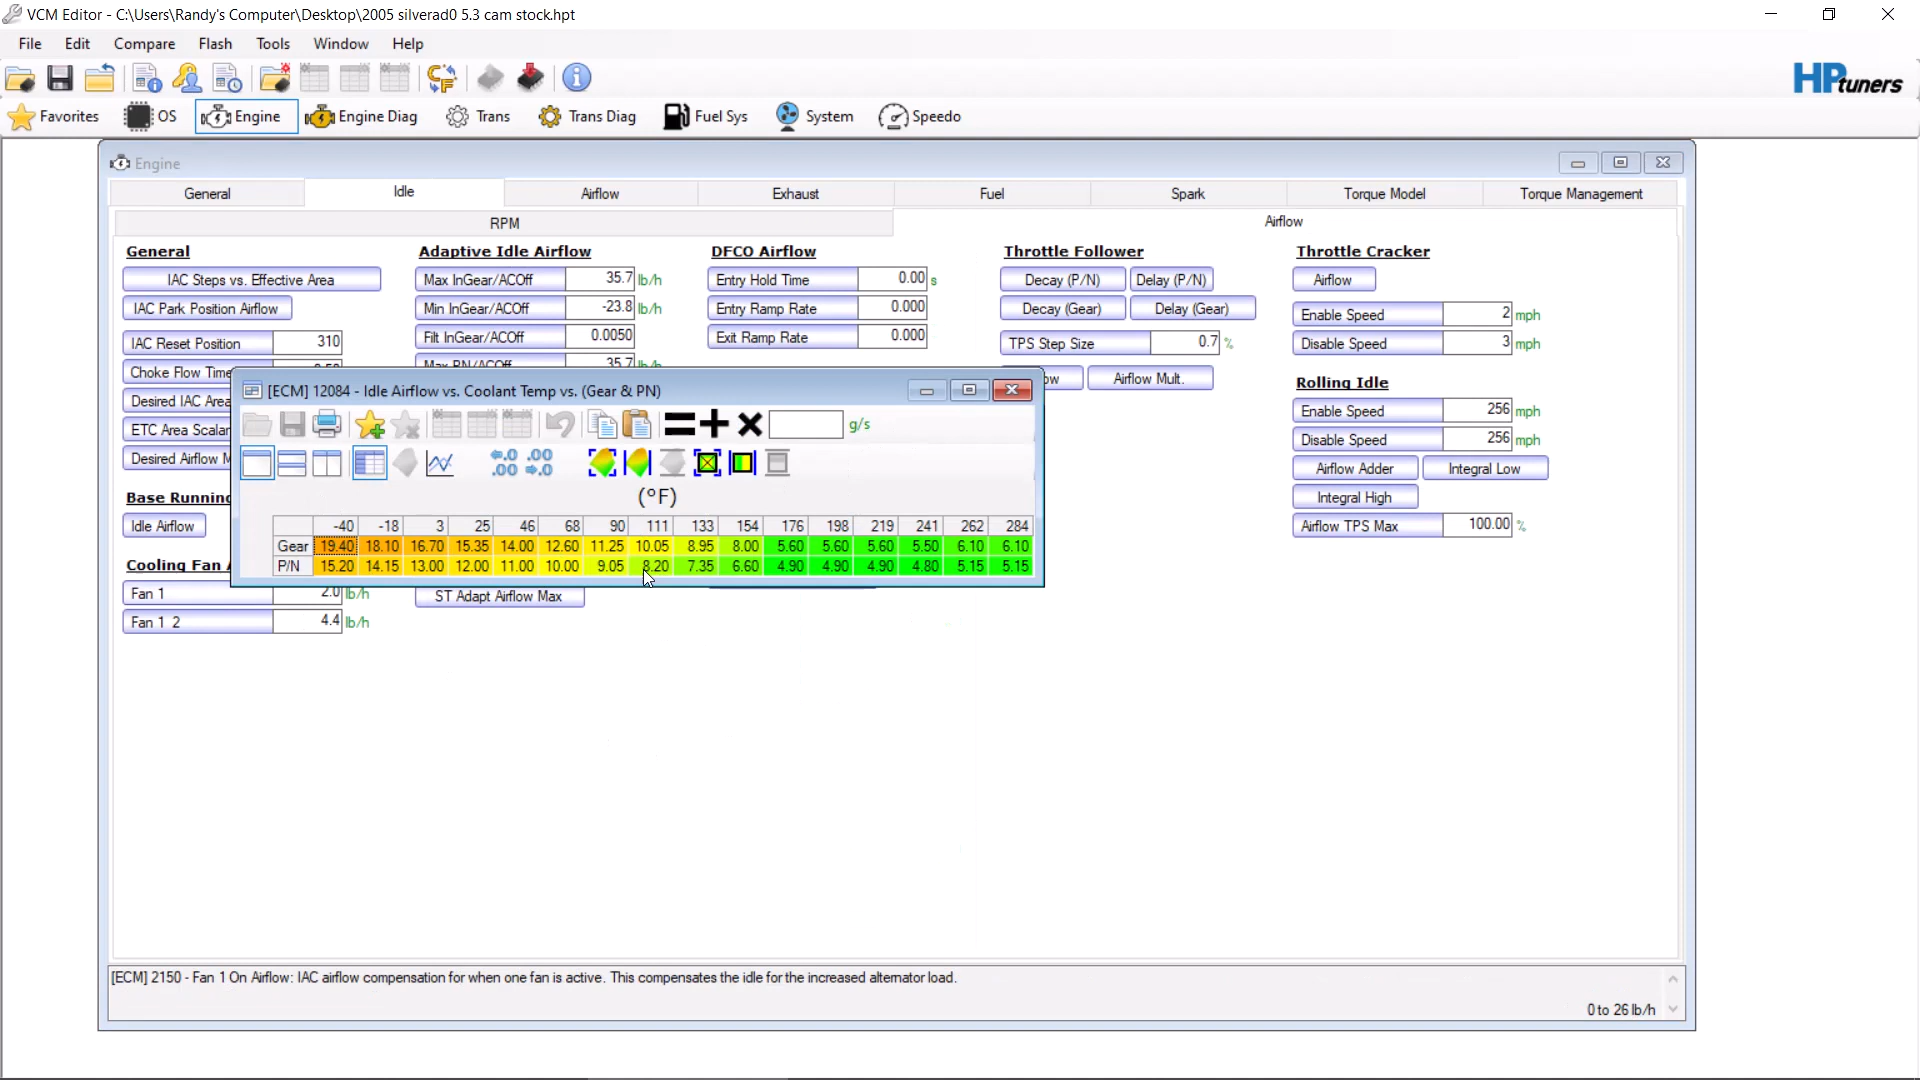 VCM Editor - C:\Users\Randy's Computer\Desktop\2005 silverad0 5.3 cam stock.hpt
File Edit Compare Flash Tools Window Help
HPtuners
Favorites OS Engine Engine Diag Trans Trans Diag Fuel Sys System Speedo
Engine
General Idle Airflow Exhaust Fuel Spark Torque Model Torque Management
RPM Airflow
General Adaptive Idle Airflow DFCO Airflow Throttle Follower Throttle Cracker
IAC Steps vs. Effective Area Max InGear/ACOff 35.7 lb/h Entry Hold Time 0.00 s Decay (P/N) Delay (P/N) Airflow
IAC Park Position Airflow Min InGear/ACOff -23.8 lb/h Entry Ramp Rate 0.000 Decay (Gear) Delay (Gear) Enable Speed 2 mph
IAC Reset Position 310 Filt InGear/ACOff 0.0050 Exit Ramp Rate 0.000 TPS Step Size 0.7 % Disable Speed 3 mph
Choke Flow Time Max PN/ACOff 35.7 lb/h
ow Airflow Mult. Rolling Idle
Desired IAC Area
ETC Area Scalar
Desired Airflow M
Enable Speed 256 mph
Disable Speed 256 mph
Airflow Adder Integral Low
Integral High
Airflow TPS Max 100.00 %
[ECM] 12084 - Idle Airflow vs. Coolant Temp vs. (Gear & PN)
g/s
(°F)
-40 -18 3 25 46 68 90 111 133 154 176 198 219 241 262 284
Gear 19.40 18.10 16.70 15.35 14.00 12.60 11.25 10.05 8.95 8.00 5.60 5.60 5.60 5.50 6.10 6.10
P/N 15.20 14.15 13.00 12.00 11.00 10.00 9.05 8.20 7.35 6.60 4.90 4.90 4.90 4.80 5.15 5.15
Base Running
Idle Airflow
Cooling Fan A
Fan 1 2.0 lb/h ST Adapt Airflow Max
Fan 1 2 4.4 lb/h
[ECM] 2150 - Fan 1 On Airflow: IAC airflow compensation for when one fan is active. This compensates the idle for the increased alternator load.
0 to 26 lb/h